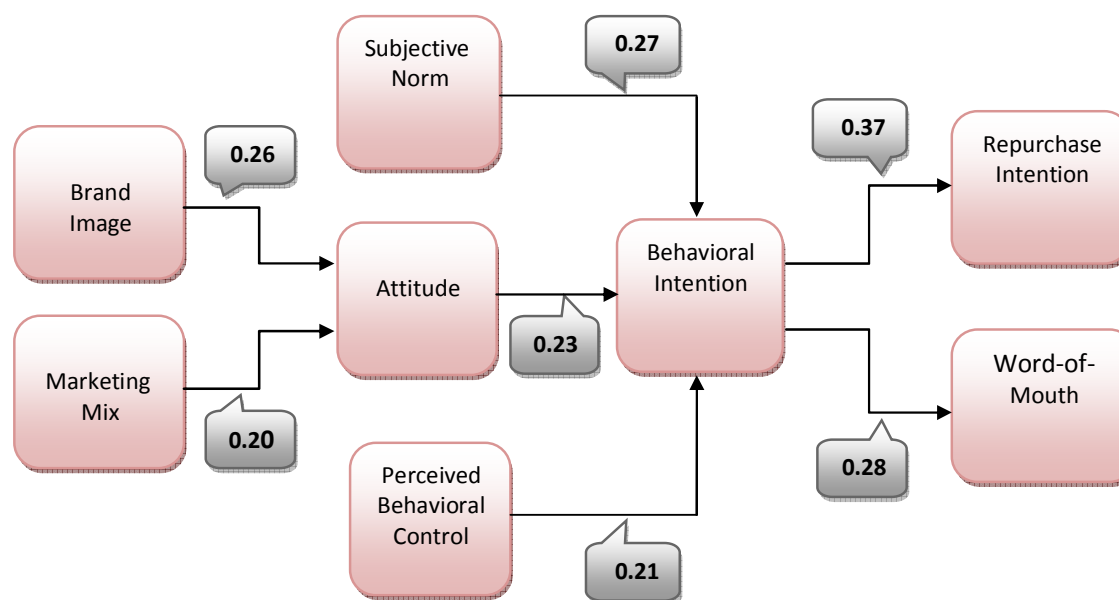 Subjective
Norm
0.27
0.37
Repurchase
Intention
0.26
Brand
Image
Attitude
Behavioral
Intention
0.23
Marketing
Mix
0.20
Word-of-
Mouth
0.28
Perceived
Behavioral
Control
0.21